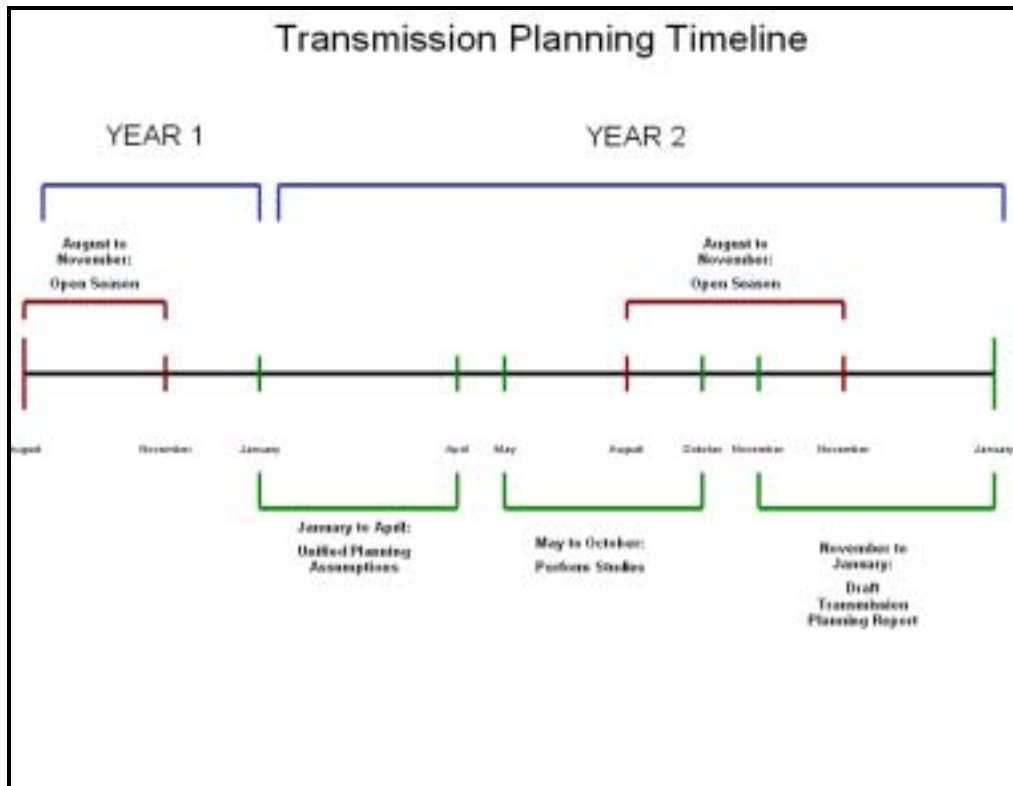 Transmission Planning Timeline
YEAR 1
YEAR 2
August to
November:
Open Season
August to
November:
Open Season
August
November
January
April
May
August
October
November
November
January
January to April:
Unified Planning
Assumptions
May to October:
Perform Studies
November to
January:
Draft
Transmission
Planning Report